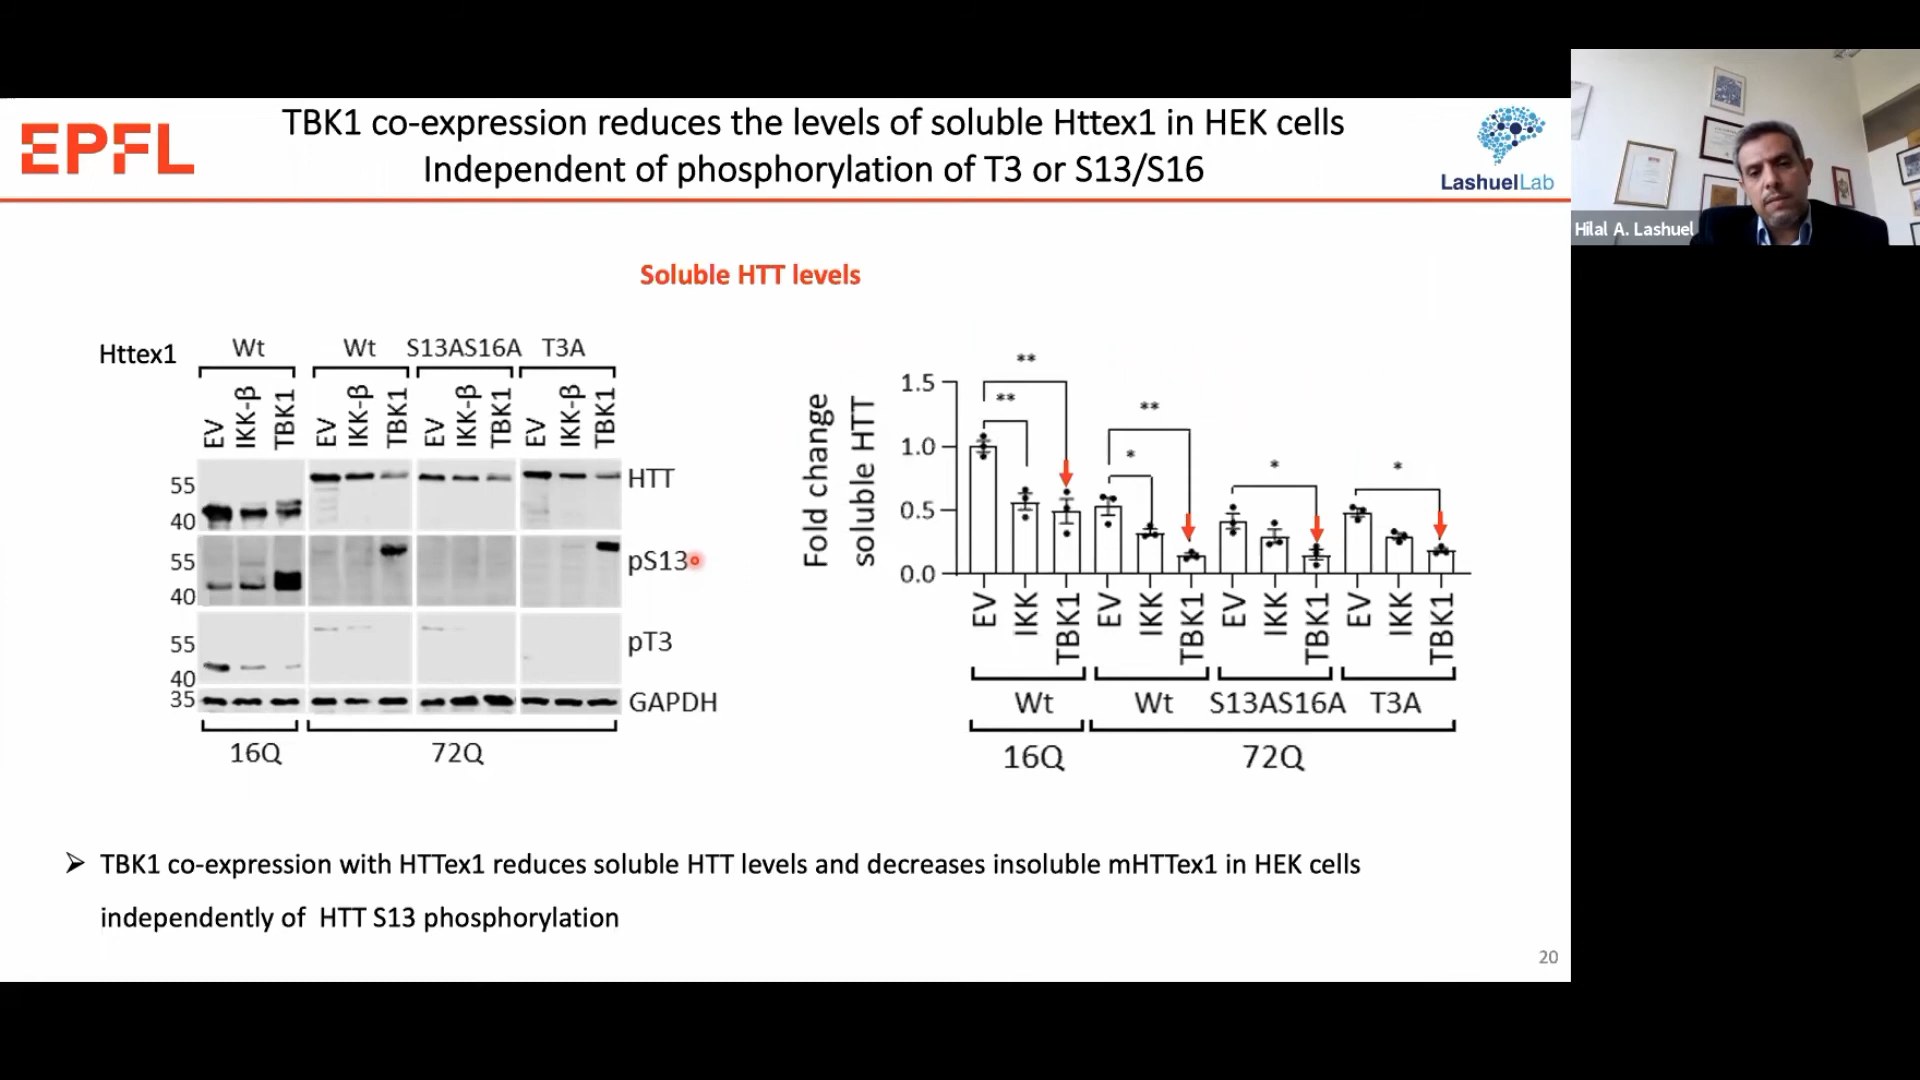 EPFL
TBK1 co-expression reduces the levels of soluble Httex1 in HEK cells
Independent of phosphorylation of T3 or S13/S16
LashuelLab
Hilal A. Lashuel
Soluble HTT levels
Httex1
Wt
Wt
S13AS16A
T3A
EV
IKK-β
TBK1
EV
IKK-β
TBK1
EV
IKK-β
TBK1
EV
IKK-β
TBK1
55
40
HTT
55
40
pS13
55
40
pT3
35
GAPDH
16Q
72Q
Fold change
soluble HTT
1.5
1.0
0.5
0.0
**
**
**
*
*
*
EV
IKK
TBK1
EV
IKK
TBK1
EV
IKK
TBK1
EV
IKK
TBK1
Wt
Wt
S13AS16A
T3A
16Q
72Q
➢ TBK1 co-expression with HTTex1 reduces soluble HTT levels and decreases insoluble mHTTex1 in HEK cells
independently of HTT S13 phosphorylation
20